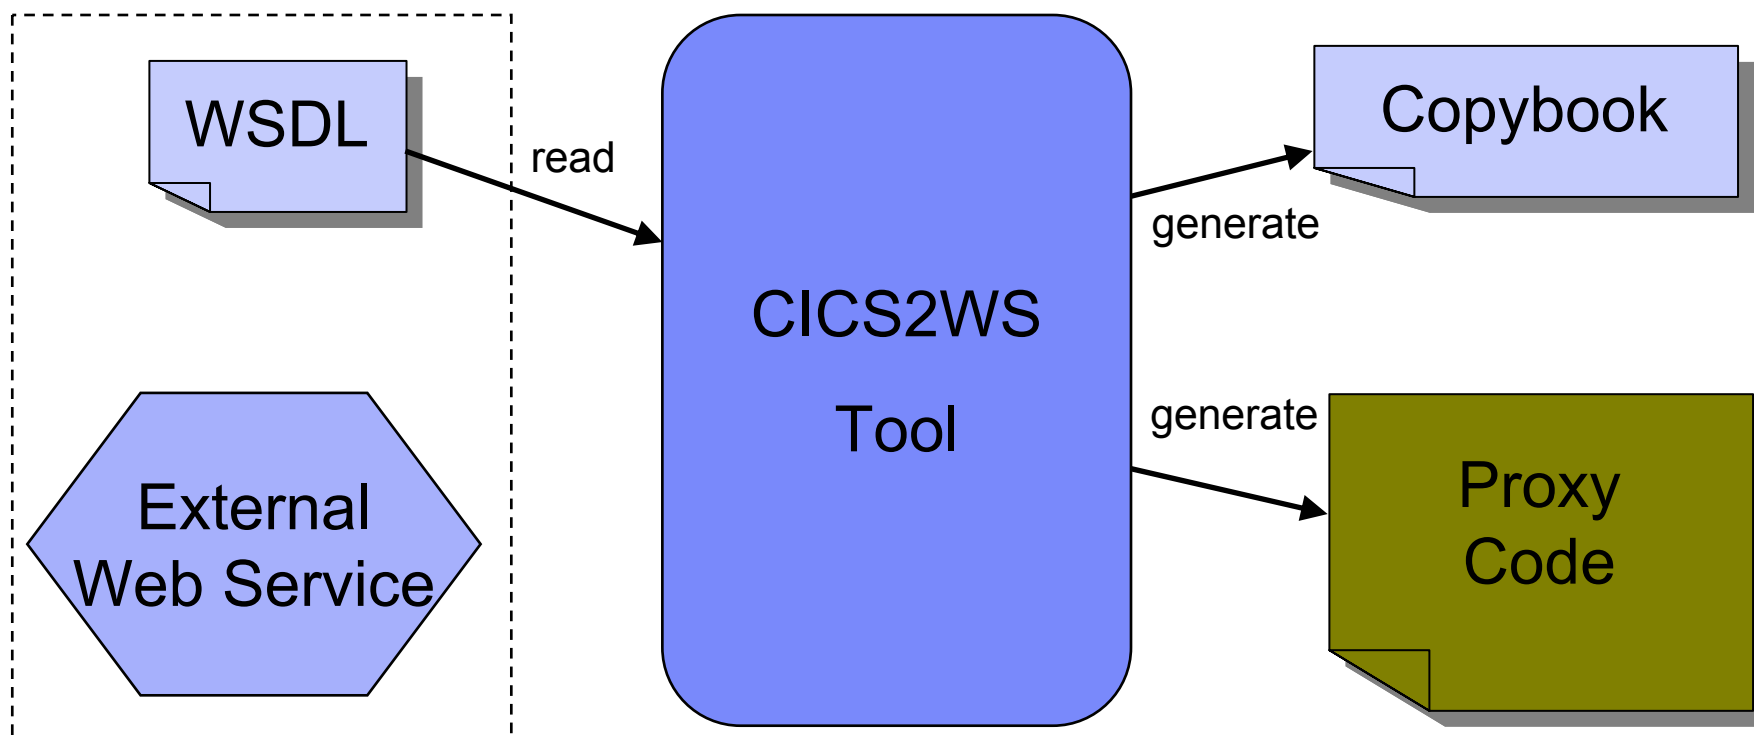 WSDL
read
External
Web Service
CICS2WS
Tool
generate
Copybook
generate
Proxy
Code